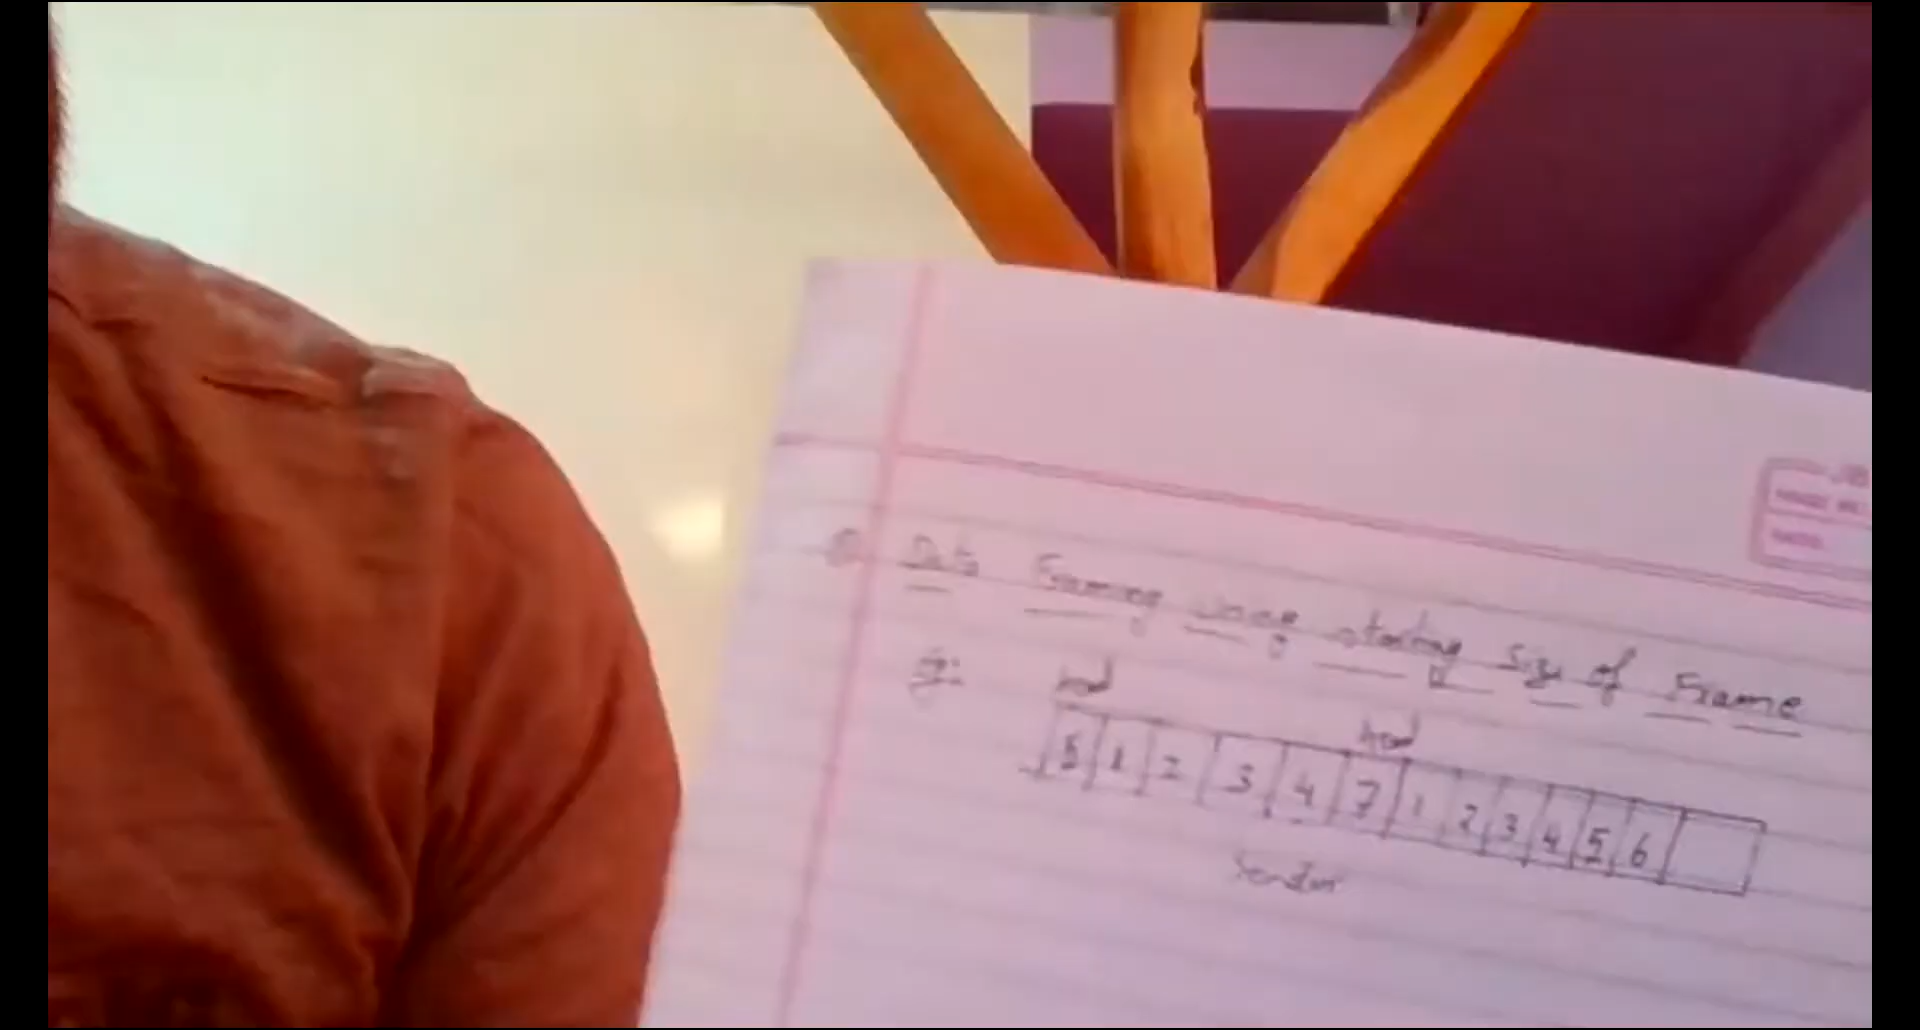 Data Framing using starting size of Frame
eg:
head
head
5 1 2 3 4 7 1 2 3 4 5 6
Sender